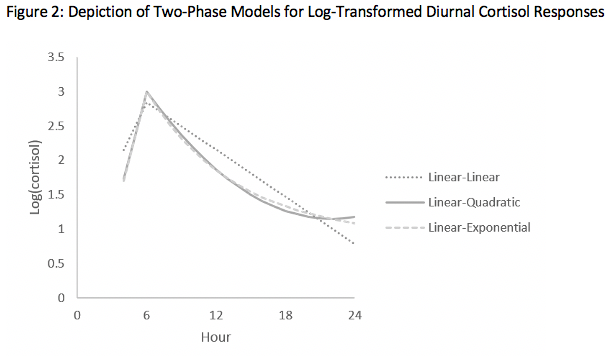 Figure 2: Depiction of Two-Phase Models for Log-Transformed Diurnal Cortisol Responses
3.5
3
2.5
2
1.5
1
0.5
0
Log(cortisol)
0 6 12 18 24
Hour
Linear-Linear
Linear-Quadratic
Linear-Exponential